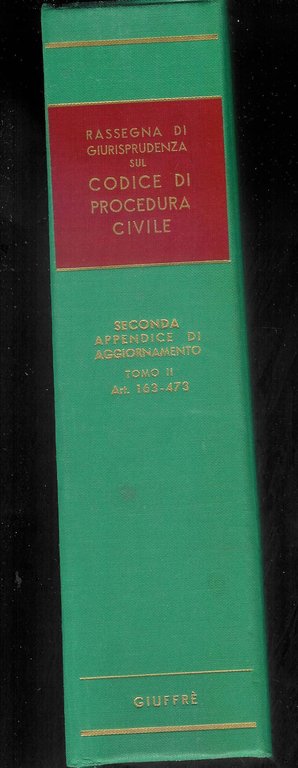 RASSEGNA DI
GIURISPRUDENZA
SUL
CODICE DI
PROCEDURA
CIVILE
SECONDA
APPENDICE DI
AGGIORNAMENTO
TOMO II
Art. 163-473
GIUFFRÈ